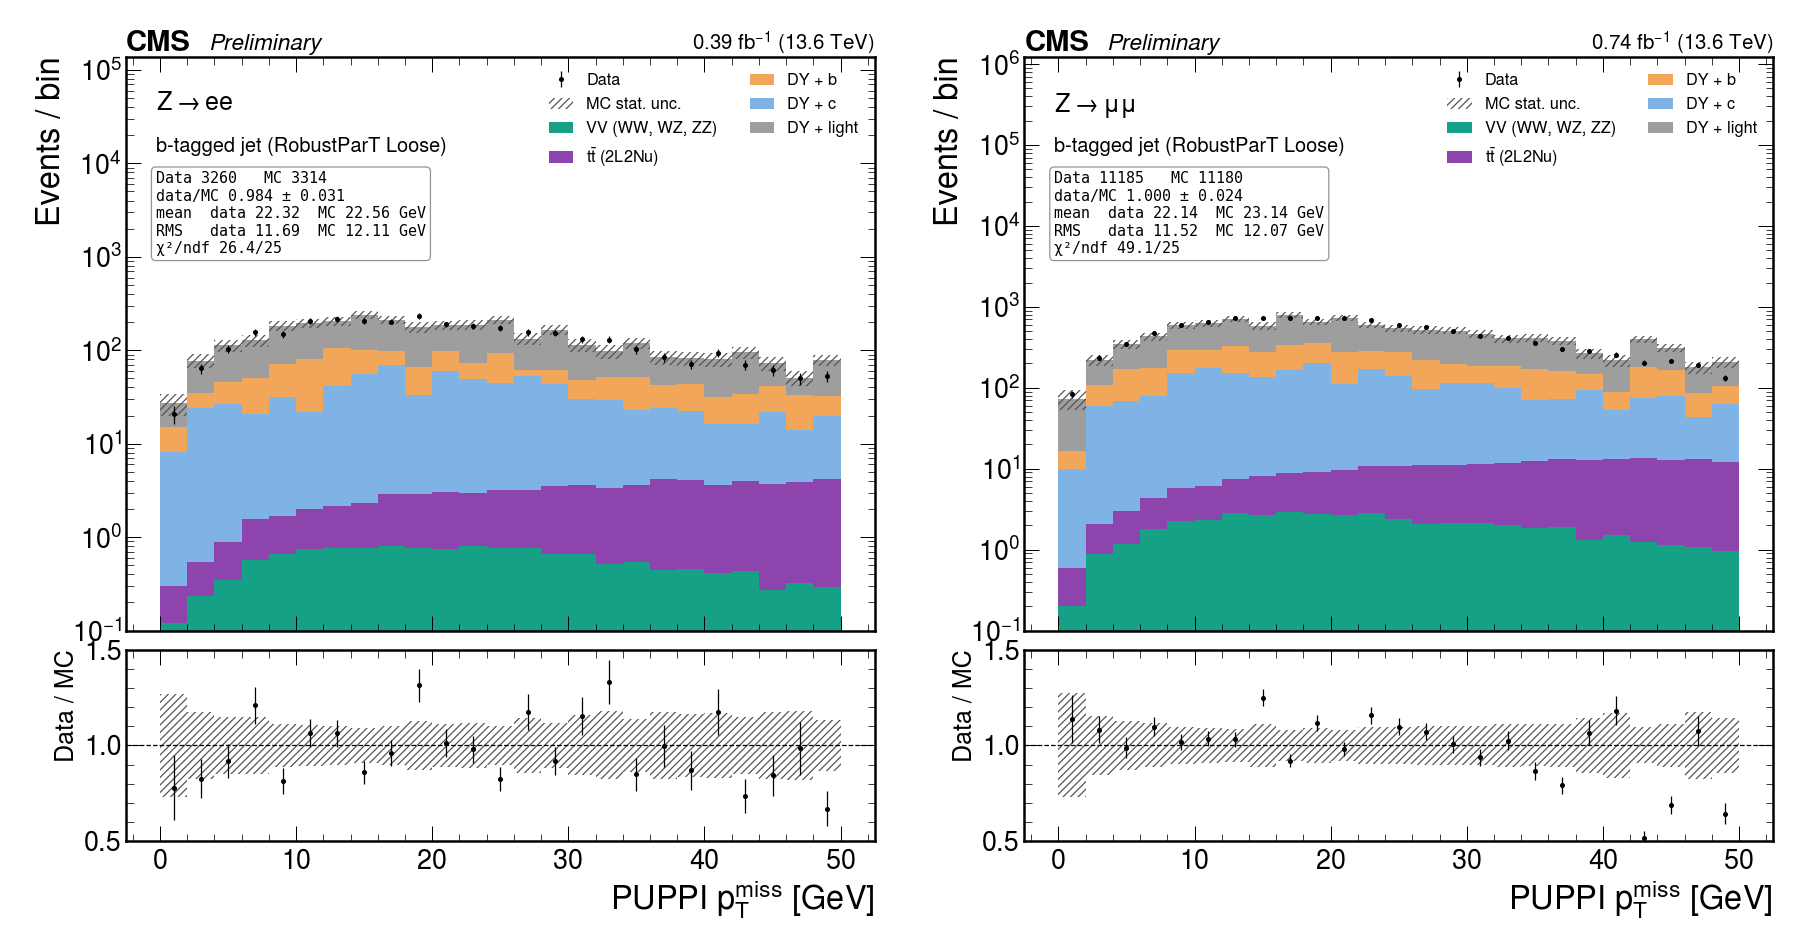 CMS Preliminary 0.39 fb⁻¹ (13.6 TeV)
Events / bin
10⁵
10⁴
10³
10²
10¹
10⁰
10⁻¹
Z→ee
b-tagged jet (RobustParT Loose)
Data 3260 MC 3314
data/MC 0.984 ± 0.031
mean data 22.32 MC 22.56 GeV
RMS data 11.69 MC 12.11 GeV
χ²/ndf 26.4/25
Data
MC stat. unc.
VV (WW, WZ, ZZ)
tt̄ (2L2Nu)
DY + b
DY + c
DY + light
Data / MC
1.5
1.0
0.5
0 10 20 30 40 50
PUPPI p_T^miss [GeV]
CMS Preliminary 0.74 fb⁻¹ (13.6 TeV)
Events / bin
10⁶
10⁵
10⁴
10³
10²
10¹
10⁰
10⁻¹
Z→μμ
b-tagged jet (RobustParT Loose)
Data 11185 MC 11180
data/MC 1.000 ± 0.024
mean data 22.14 MC 23.14 GeV
RMS data 11.52 MC 12.07 GeV
χ²/ndf 49.1/25
Data
MC stat. unc.
VV (WW, WZ, ZZ)
tt̄ (2L2Nu)
DY + b
DY + c
DY + light
Data / MC
1.5
1.0
0.5
0 10 20 30 40 50
PUPPI p_T^miss [GeV]